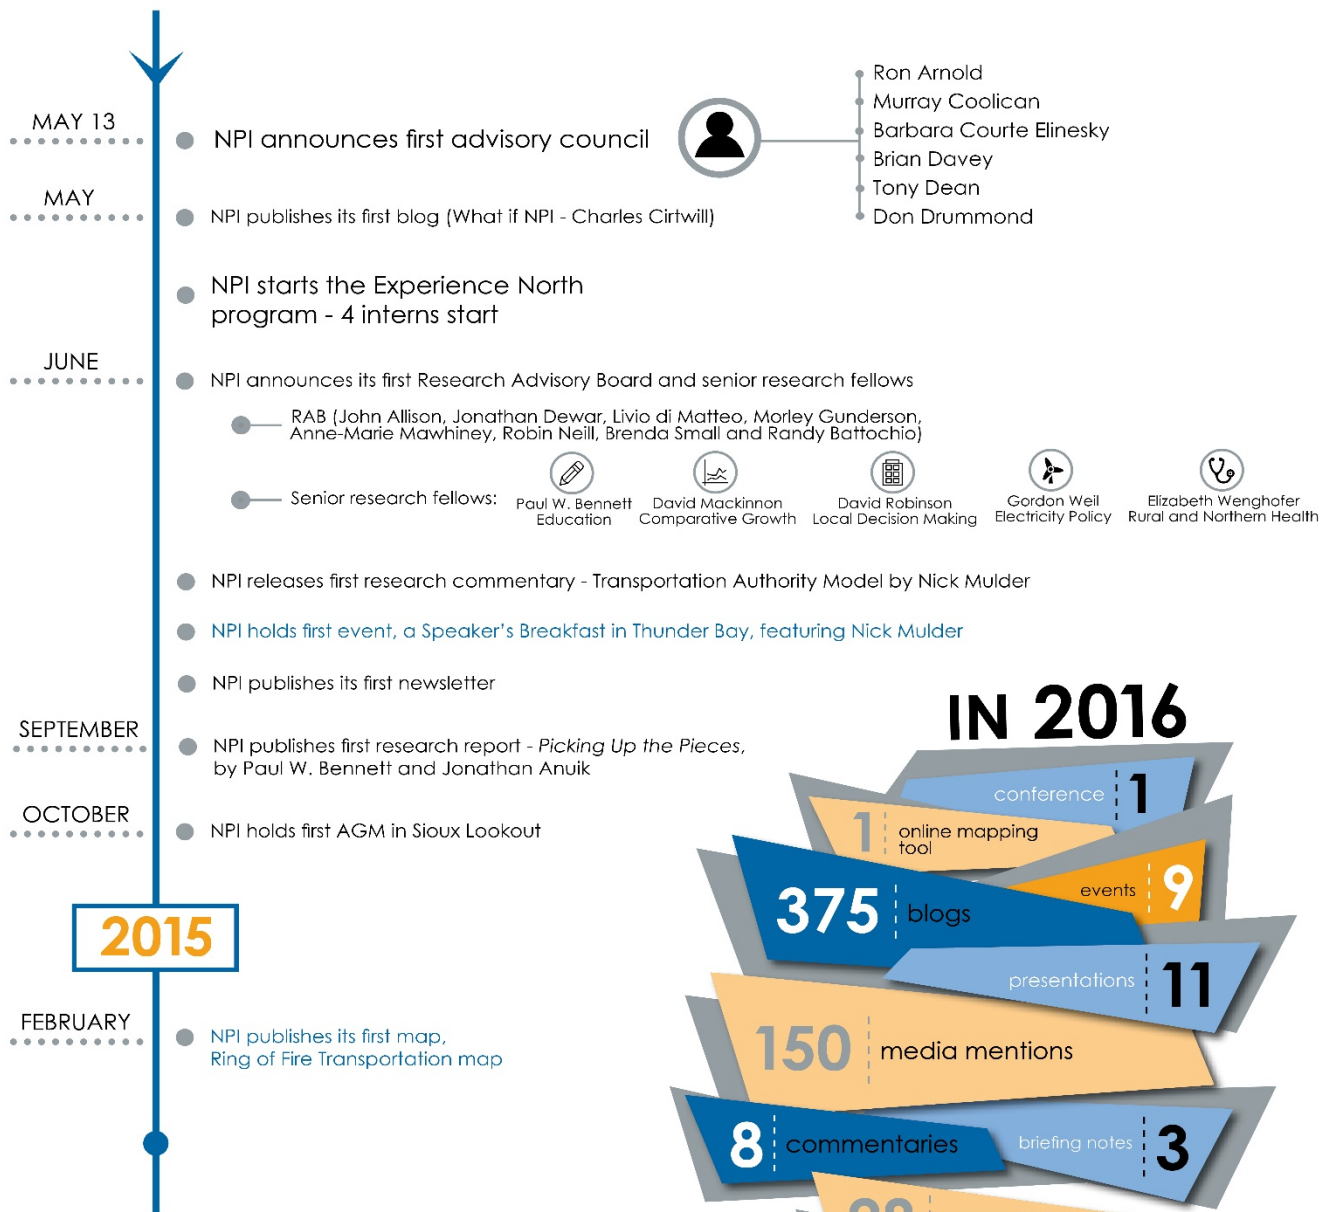 MAY 13
NPI announces first advisory council
Ron Arnold
Murray Coolican
Barbara Courte Elinesky
Brian Davey
Tony Dean
Don Drummond
MAY
NPI publishes its first blog (What if NPI - Charles Cirtwill)
NPI starts the Experience North
program - 4 interns start
JUNE
NPI announces its first Research Advisory Board and senior research fellows
RAB (John Allison, Jonathan Dewar, Livio di Matteo, Morley Gunderson,
Anne-Marie Mawhiney, Robin Neill, Brenda Small and Randy Battochio)
Senior research fellows:
Paul W. Bennett
Education
David Mackinnon
Comparative Growth
David Robinson
Local Decision Making
Gordon Weil
Electricity Policy
Elizabeth Wenghofer
Rural and Northern Health
NPI releases first research commentary - Transportation Authority Model by Nick Mulder
NPI holds first event, a Speaker's Breakfast in Thunder Bay, featuring Nick Mulder
NPI publishes its first newsletter
SEPTEMBER
NPI publishes first research report - Picking Up the Pieces,
by Paul W. Bennett and Jonathan Anuik
OCTOBER
NPI holds first AGM in Sioux Lookout
2015
FEBRUARY
NPI publishes its first map,
Ring of Fire Transportation map
IN 2016
conference 1
1 online mapping
tool
events 9
375 blogs
presentations 11
150 media mentions
8 commentaries
briefing notes 3